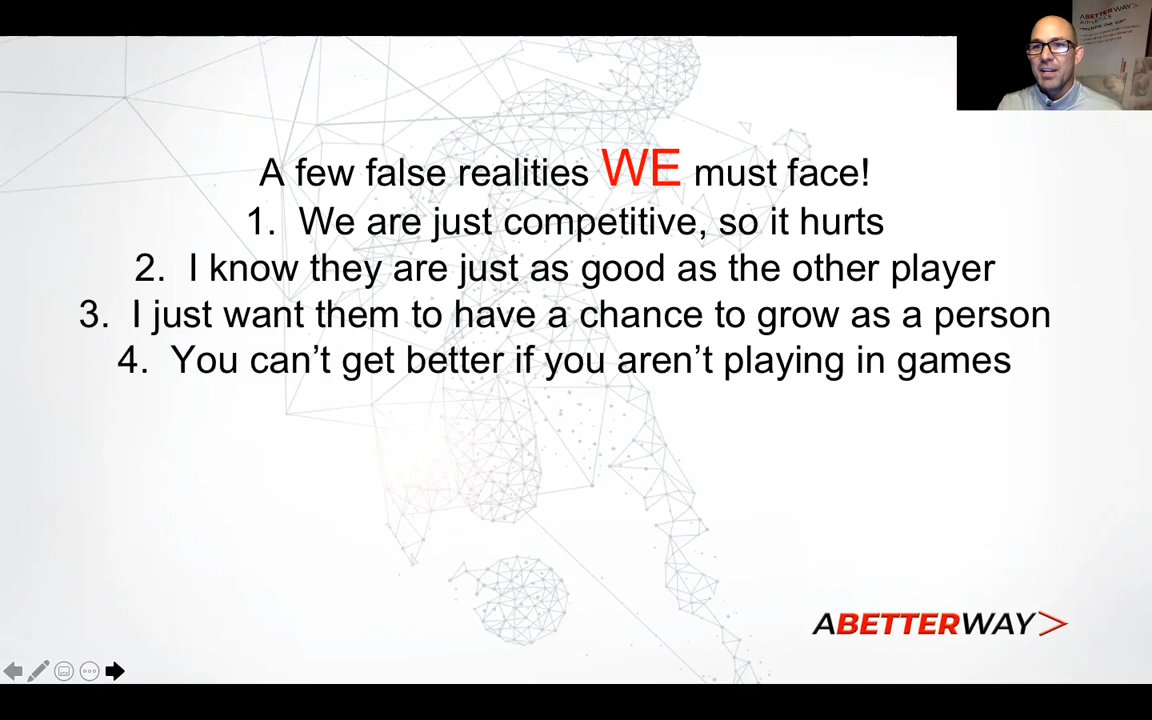 ABETTERWAY>
ATHLETICS
A few false realities WE must face!
1. We are just competitive, so it hurts
2. I know they are just as good as the other player
3. I just want them to have a chance to grow as a person
4. You can’t get better if you aren’t playing in games
ABETTERWAY>